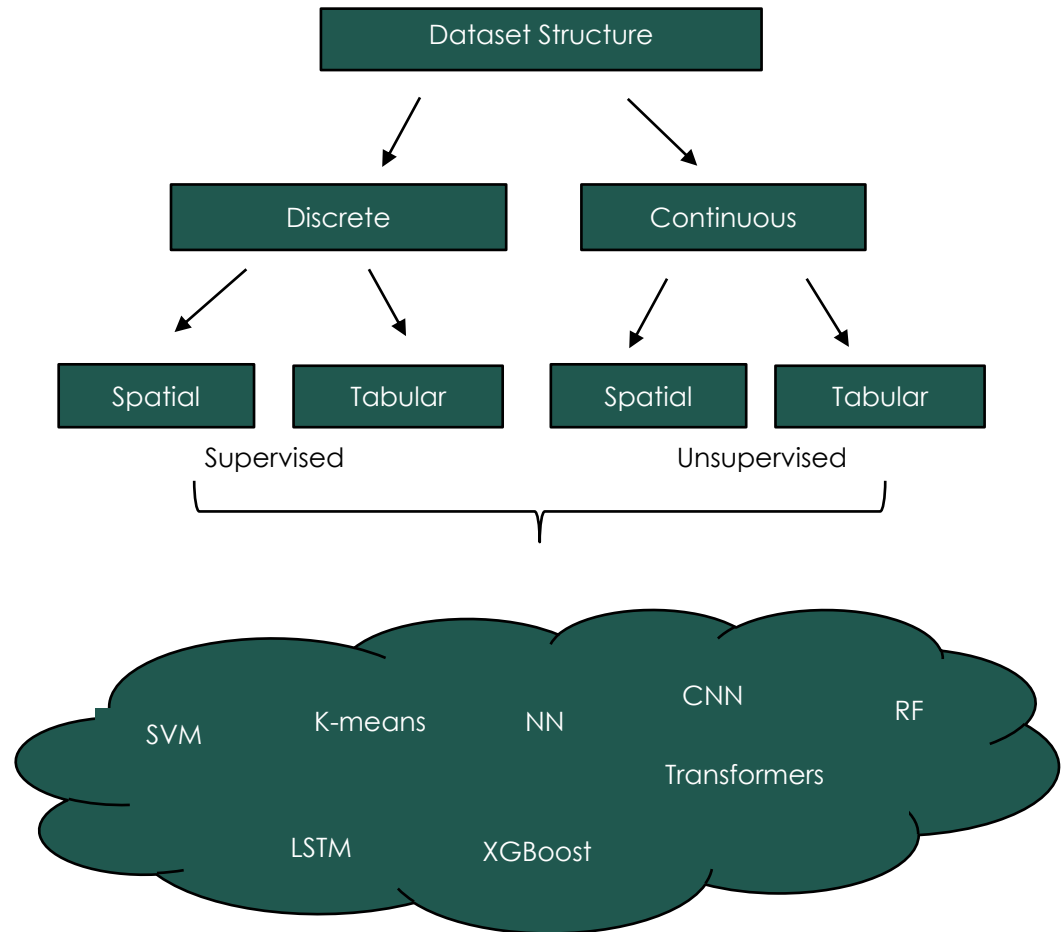 Dataset Structure
Discrete
Continuous
Spatial
Tabular
Spatial
Tabular
Supervised
Unsupervised
CNN
RF
K-means
NN
SVM
Transformers
LSTM
XGBoost